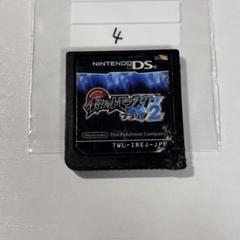 4
NINTENDO DS
ポケットモンスター
ブラック2
Nintendo The Pokémon Company
TWL-IREJ-JPN